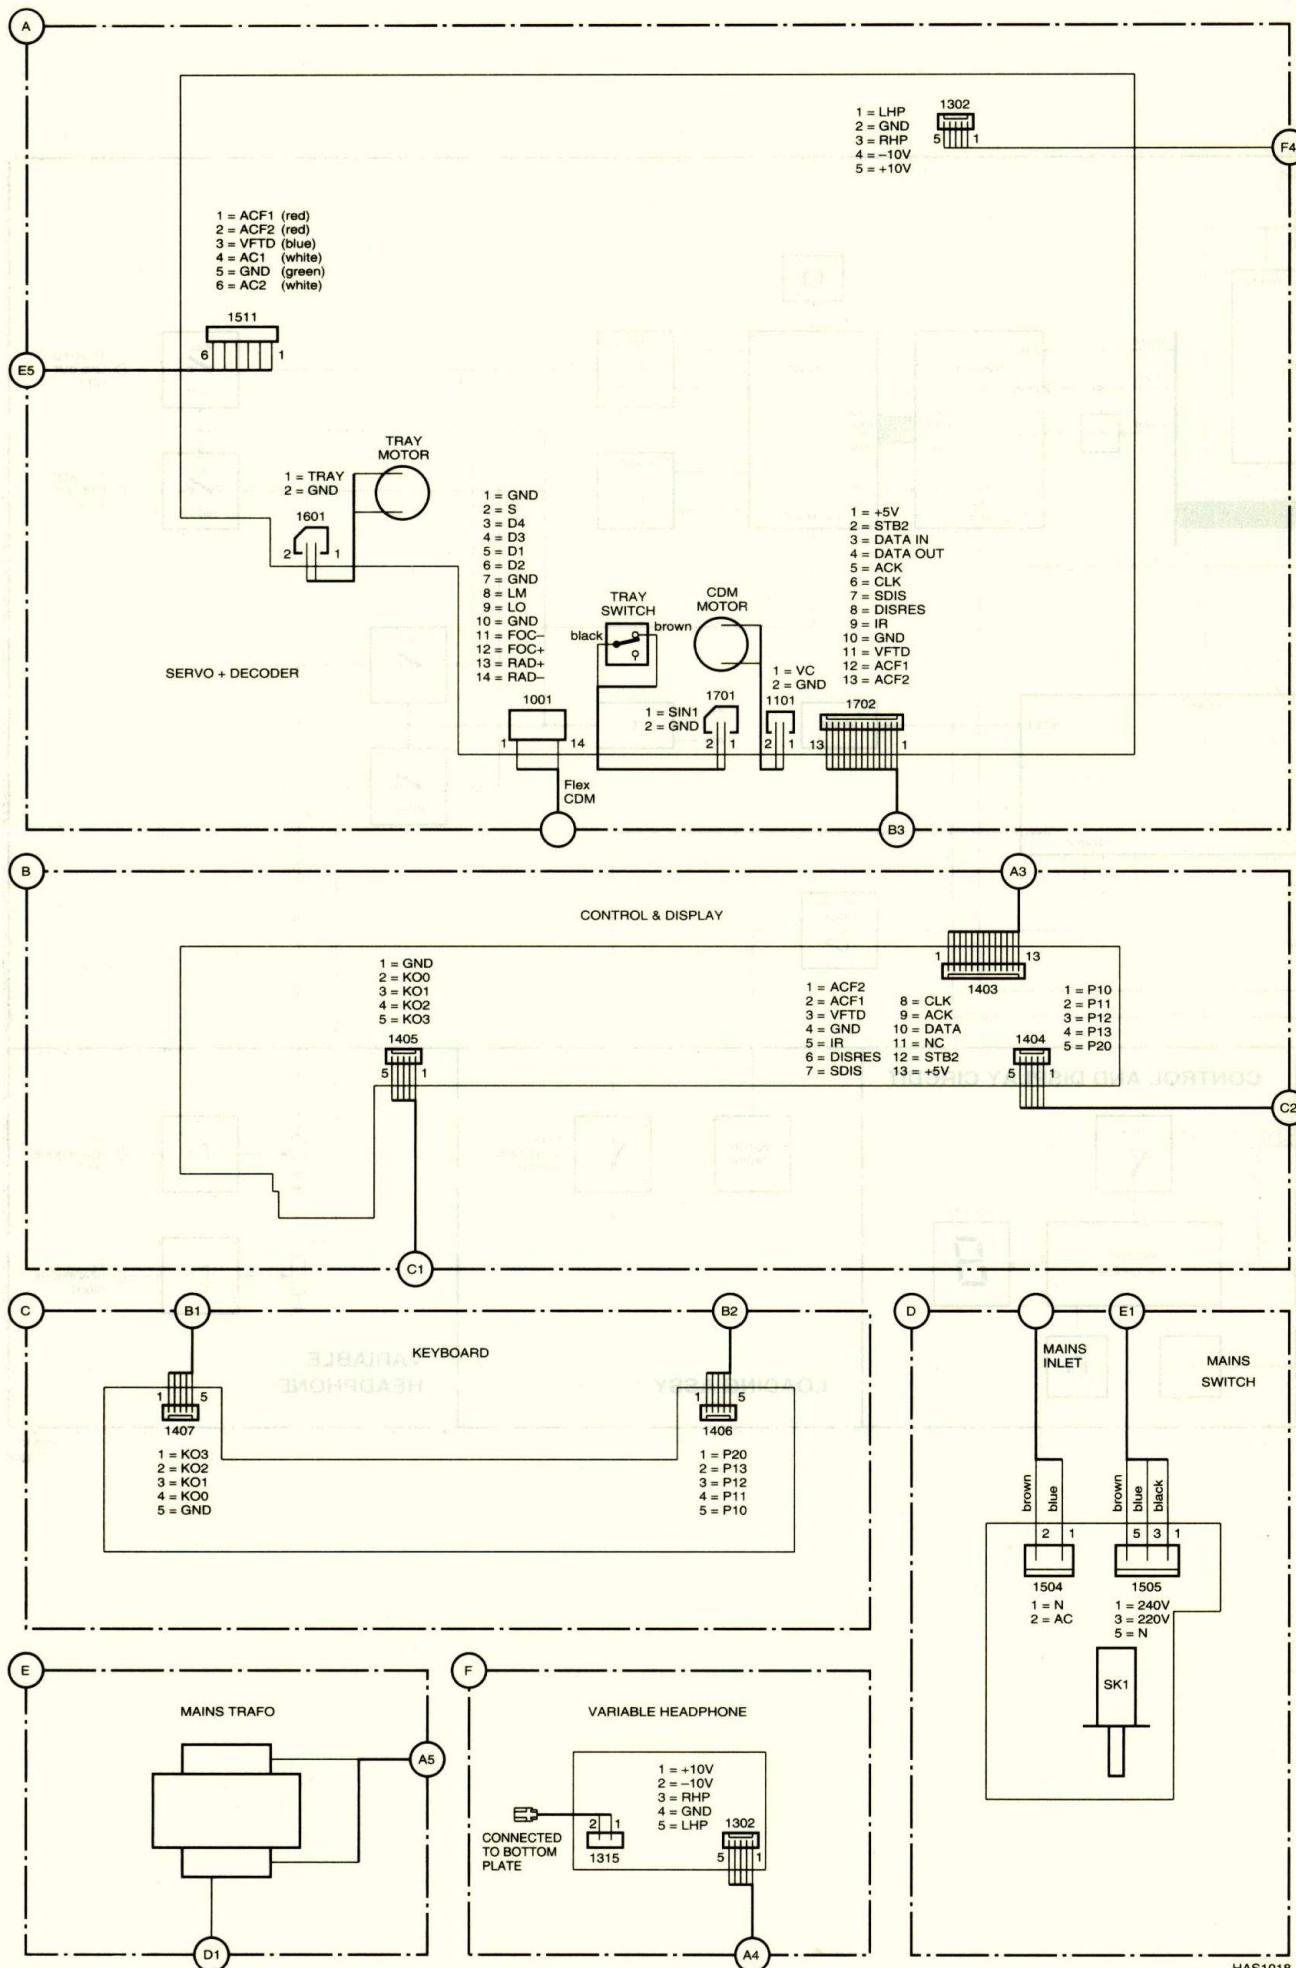 A
1 = LHP
2 = GND
3 = RHP
4 = –10V
5 = +10V
1302
5 1
F4
1 = ACF1 (red)
2 = ACF2 (red)
3 = VFTD (blue)
4 = AC1 (white)
5 = GND (green)
6 = AC2 (white)
1511
6 1
E5
TRAY
MOTOR
1 = TRAY
2 = GND
1601
2 1
1 = GND
2 = S
3 = D4
4 = D3
5 = D1
6 = D2
7 = GND
8 = LM
9 = LO
10 = GND
11 = FOC–
12 = FOC+
13 = RAD+
14 = RAD–
1001
1 14
Flex
CDM
TRAY
SWITCH
black brown
CDM
MOTOR
1 = SIN1
2 = GND
1701
2 1
1 = VC
2 = GND
1101
2 1
1 = +5V
2 = STB2
3 = DATA IN
4 = DATA OUT
5 = ACK
6 = CLK
7 = SDIS
8 = DISRES
9 = IR
10 = GND
11 = VFTD
12 = ACF1
13 = ACF2
1702
13 1
SERVO + DECODER
B3
B
A3
CONTROL & DISPLAY
1 = GND
2 = KO0
3 = KO1
4 = KO2
5 = KO3
1405
5 1
1 13
1403
1 = ACF2
2 = ACF1
3 = VFTD
4 = GND
5 = IR
6 = DISRES
7 = SDIS
8 = CLK
9 = ACK
10 = DATA
11 = NC
12 = STB2
13 = +5V
1404
5 1
1 = P10
2 = P11
3 = P12
4 = P13
5 = P20
CONTROL AND DISPLAY CIRCUIT
C2
C1
C
B1
B2
KEYBOARD
VARIABLE
HEADPHONE
LOADING ASSY
1 5
1407
1 = KO3
2 = KO2
3 = KO1
4 = KO0
5 = GND
1 5
1406
1 = P20
2 = P13
3 = P12
4 = P11
5 = P10
D
E1
MAINS
INLET
MAINS
SWITCH
brown
blue
brown
blue
black
2 1
5 3 1
1504
1 = N
2 = AC
1505
1 = 240V
3 = 220V
5 = N
SK1
E
MAINS TRAFO
A5
D1
F
VARIABLE HEADPHONE
1 = +10V
2 = –10V
3 = RHP
4 = GND
5 = LHP
1302
5 1
CONNECTED
TO BOTTOM
PLATE
2 1
1315
A4
HAS1018